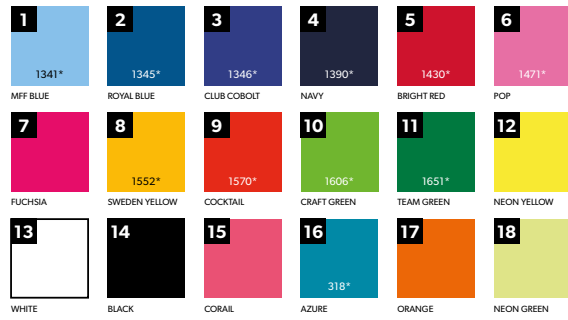 1 2 3 4 5 6
1341* 1345* 1346* 1390* 1430* 1471*
MFF BLUE ROYAL BLUE CLUB COBOLT NAVY BRIGHT RED POP
7 8 9 10 11 12
1552* 1570* 1606* 1651*
FUCHSIA SWEDEN YELLOW COCKTAIL CRAFT GREEN TEAM GREEN NEON YELLOW
13 14 15 16 17 18
318*
WHITE BLACK CORAIL AZURE ORANGE NEON GREEN